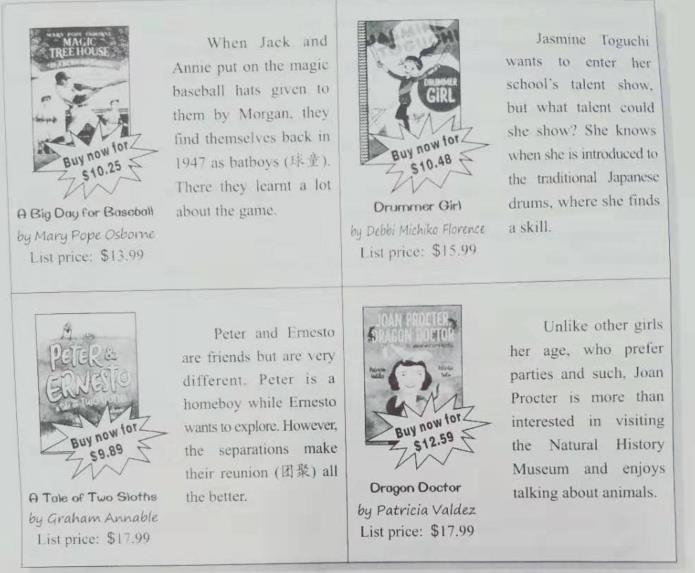 MARY POPE OSBORNE
MAGIC
TREE HOUSE
Buy now for
$10.25
A Big Day for Baseball
by Mary Pope Osborne
List price: $13.99
When Jack and
Annie put on the magic
baseball hats given to
them by Morgan, they
find themselves back in
1947 as batboys (球童).
There they learnt a lot
about the game.
DRUMMER
GIRL
Buy now for
$10.48
Drummer Girl
by Debbi Michiko Florence
List price: $15.99
Jasmine Toguchi
wants to enter her
school's talent show,
but what talent could
she show? She knows
when she is introduced to
the traditional Japanese
drums, where she finds
a skill.
PETER &
ERNESTO
Buy now for
$9.89
A Tale of Two Sloths
by Graham Annable
List price: $17.99
Peter and Ernesto
are friends but are very
different. Peter is a
homeboy while Ernesto
wants to explore. However,
the separations make
their reunion (团聚) all
the better.
JOAN PROCTER,
DRAGON DOCTOR
Buy now for
$12.59
Dragon Doctor
by Patricia Valdez
List price: $17.99
Unlike other girls
her age, who prefer
parties and such, Joan
Procter is more than
interested in visiting
the Natural History
Museum and enjoys
talking about animals.